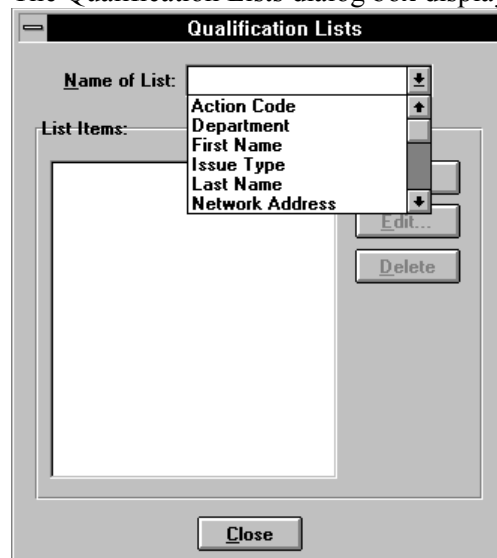 The Qualification Lists dialog box display
Qualification Lists
Name of List:
Action Code
Department
First Name
Issue Type
Last Name
Network Address
List Items:
Edit...
Delete
Close